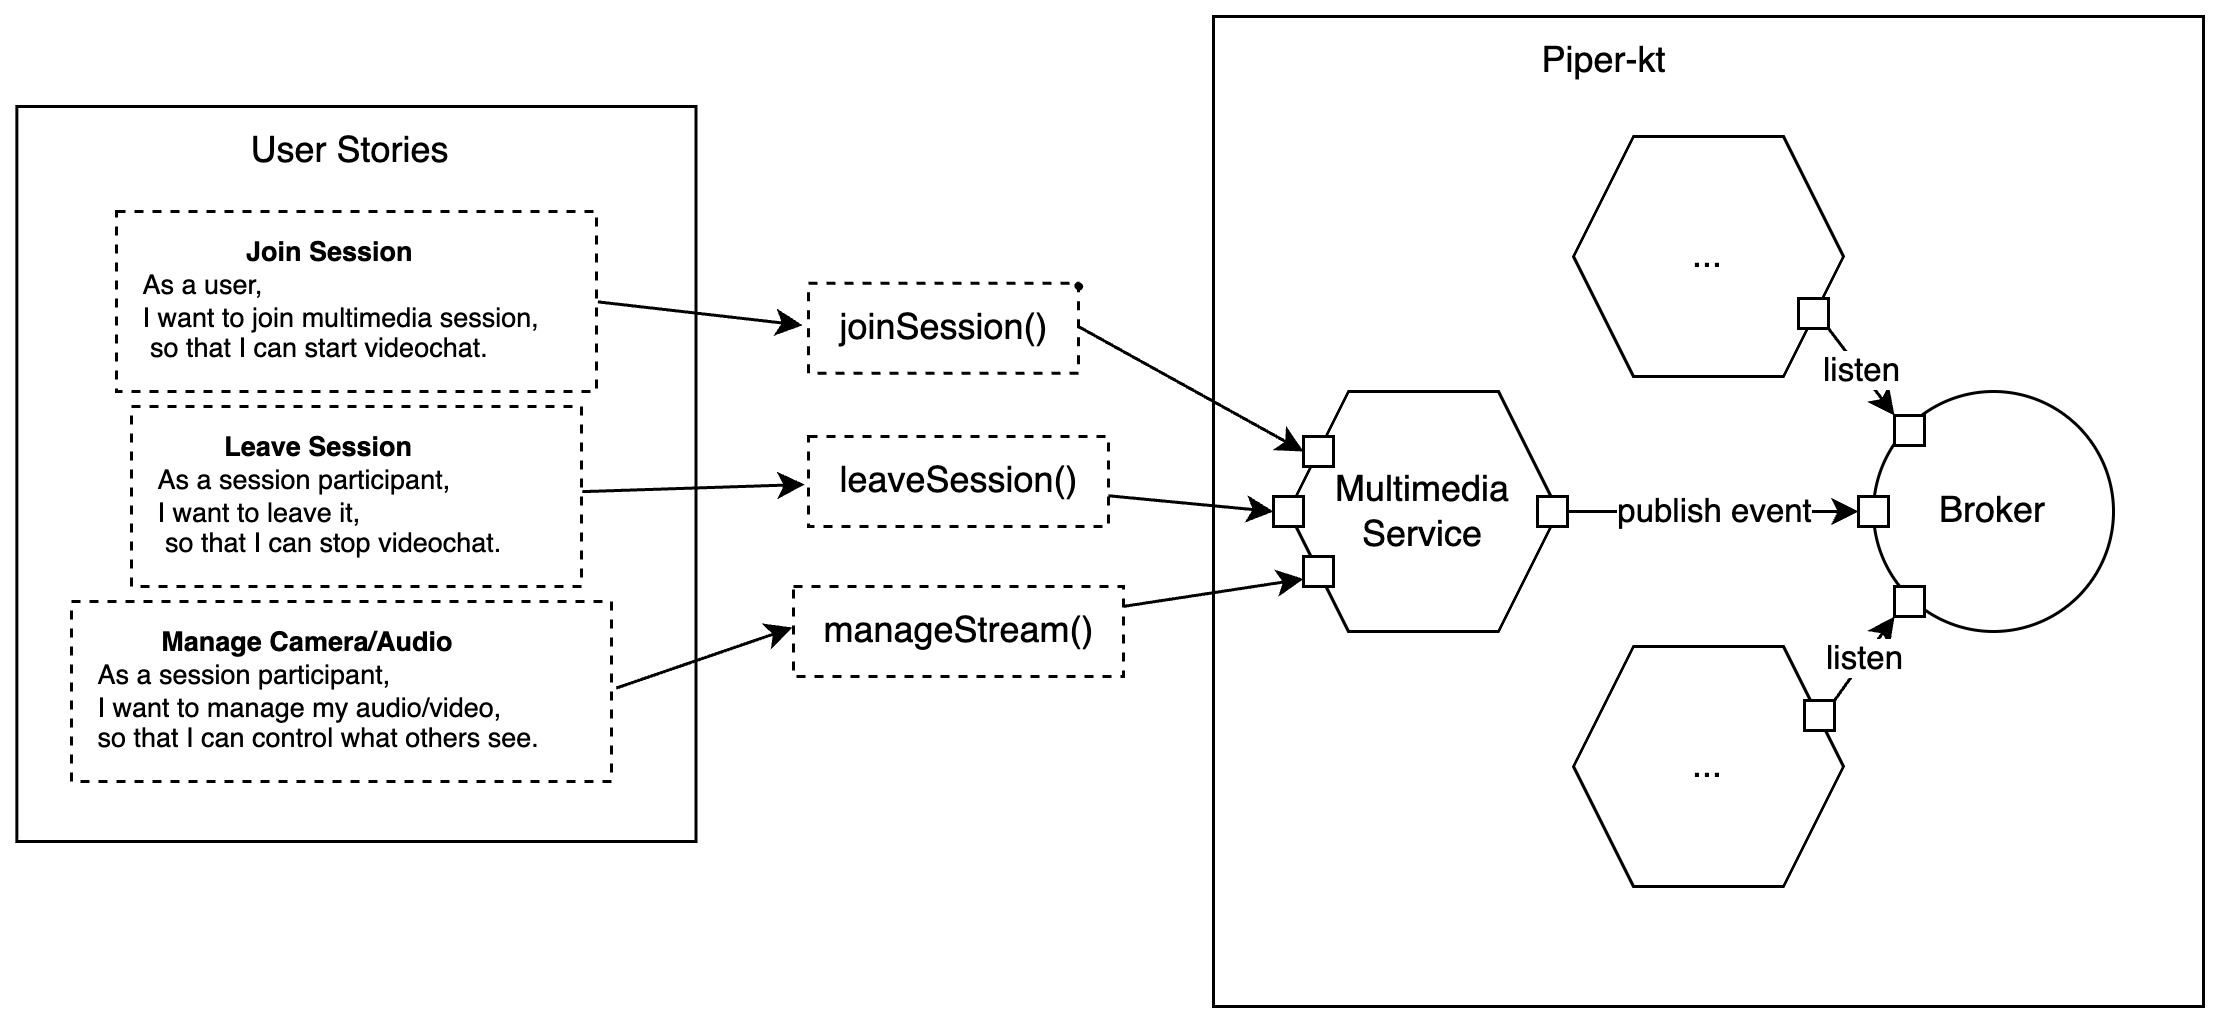 User Stories
Join Session
As a user,
I want to join multimedia session,
so that I can start videochat.
Leave Session
As a session participant,
I want to leave it,
so that I can stop videochat.
Manage Camera/Audio
As a session participant,
I want to manage my audio/video,
so that I can control what others see.
joinSession()
leaveSession()
manageStream()
Piper-kt
...
listen
Multimedia
Service
publish event
Broker
listen
...